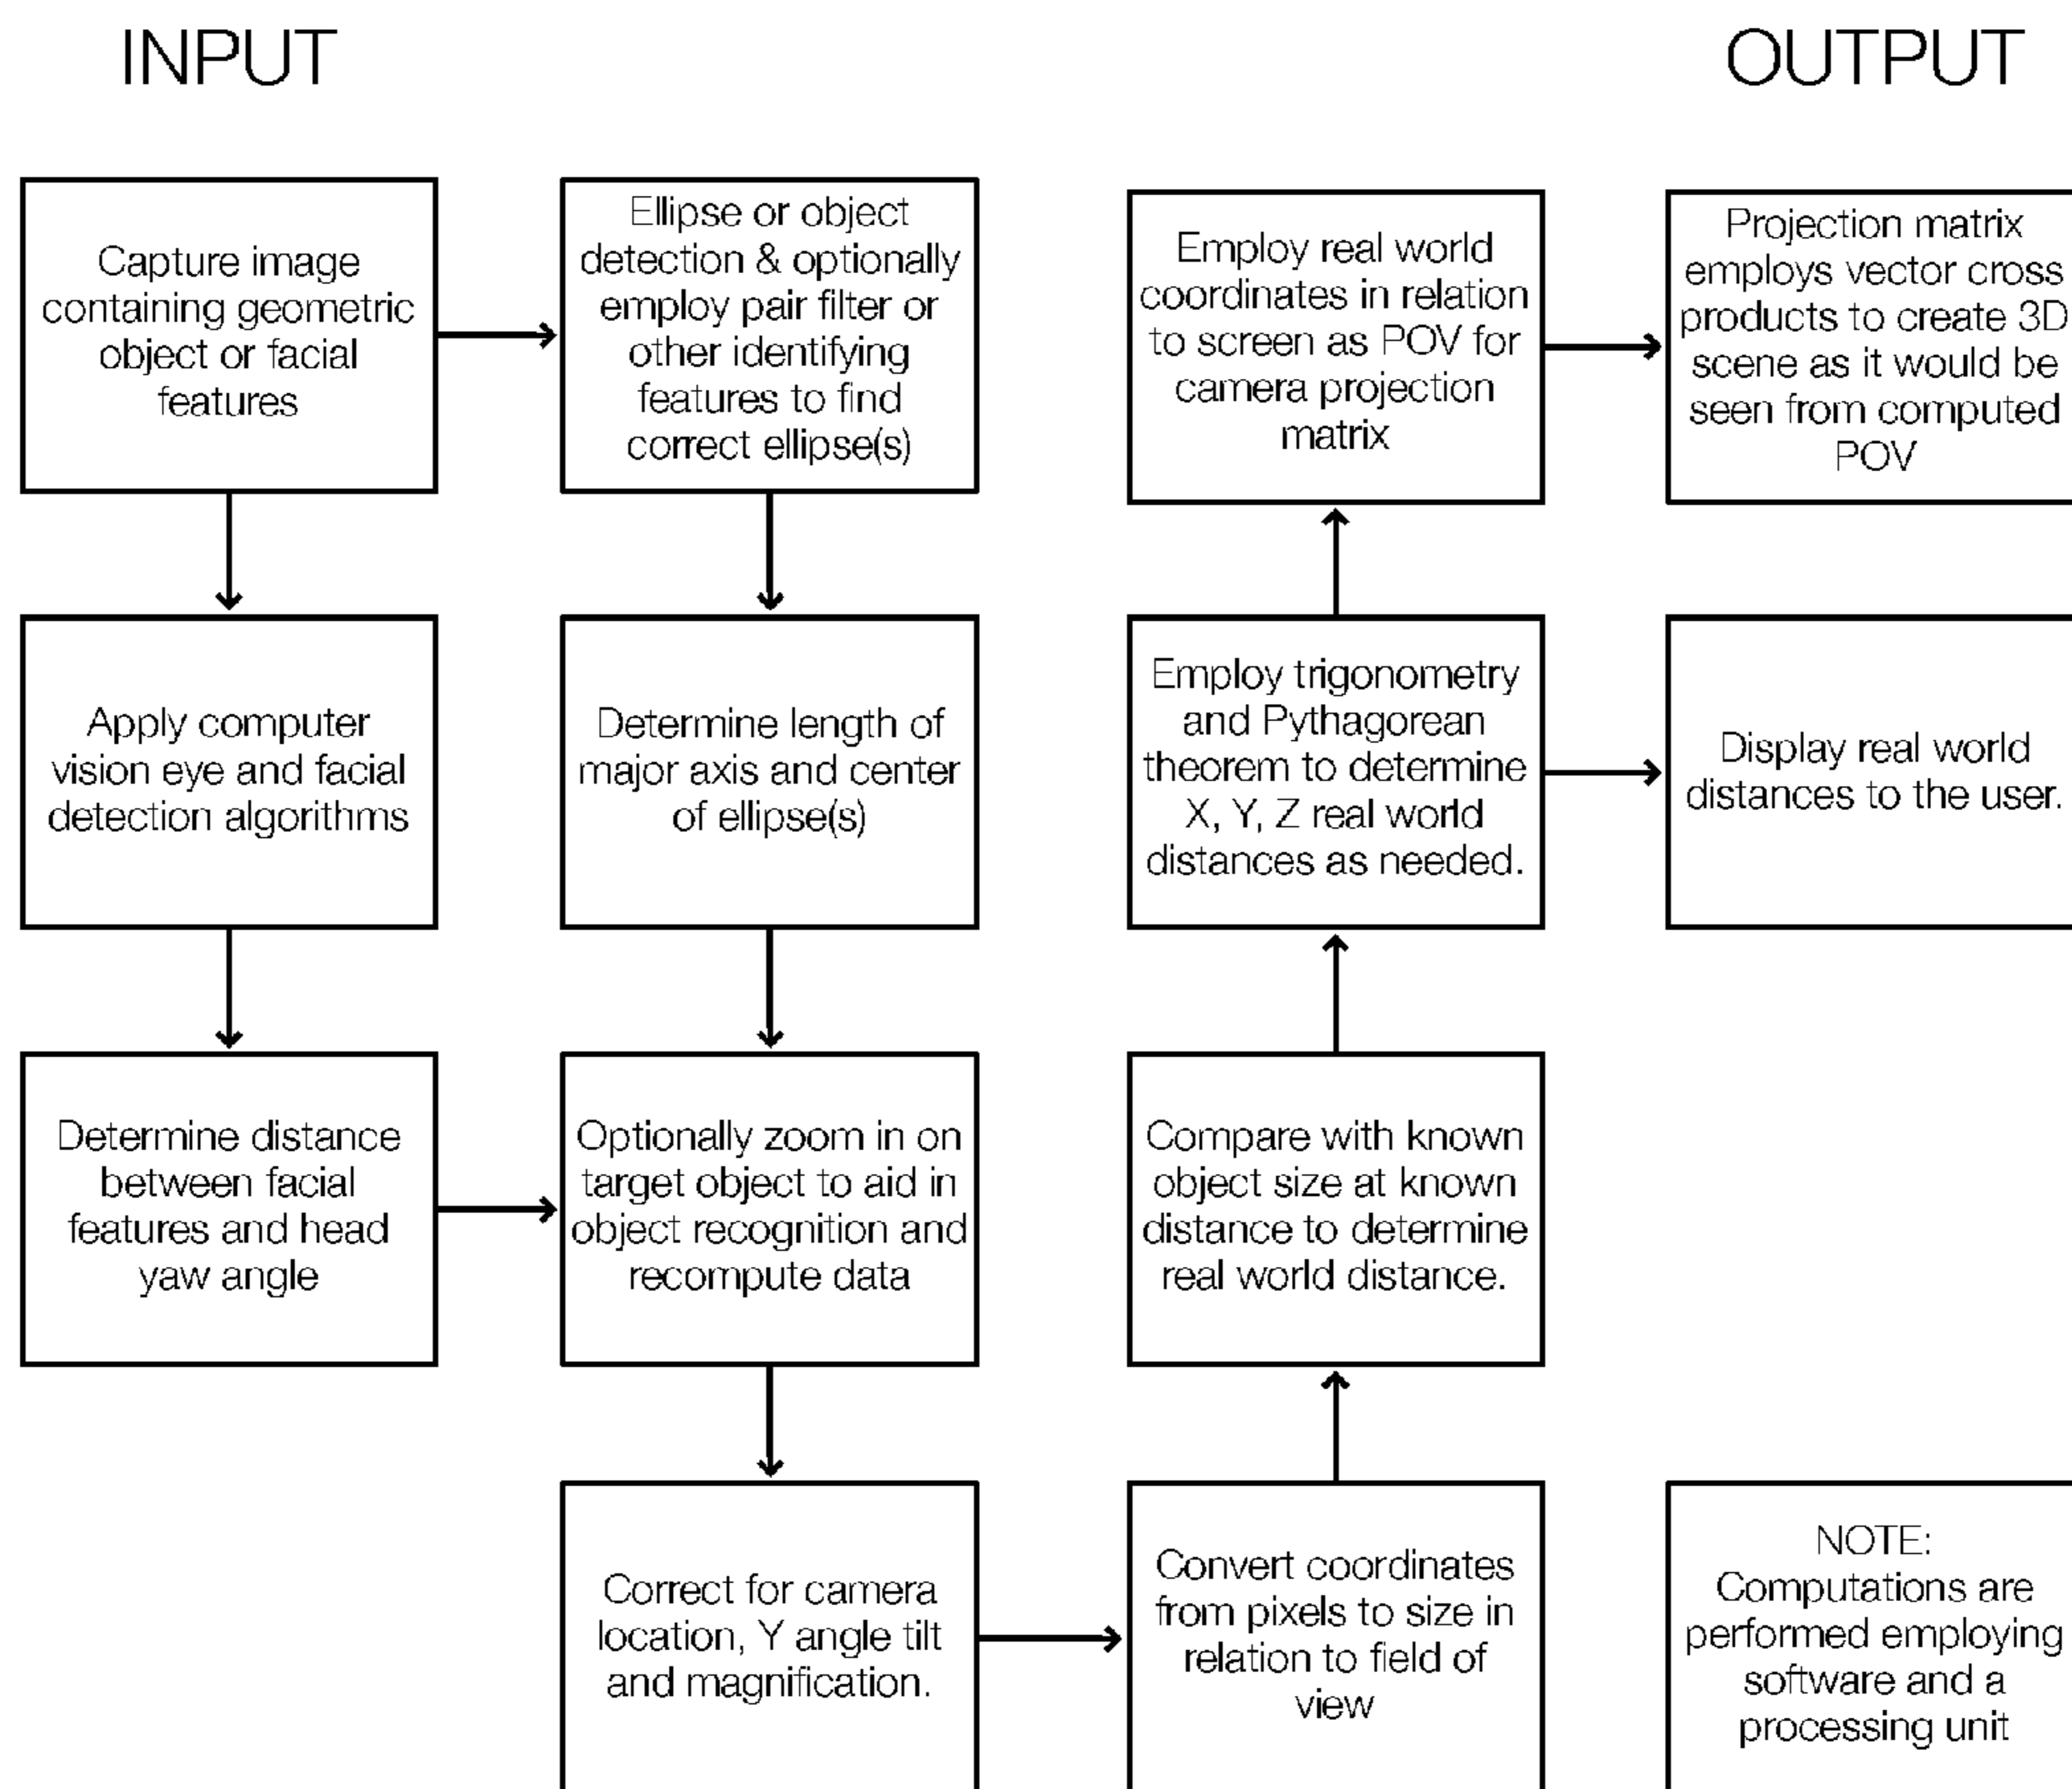 INPUT
OUTPUT
Capture image
containing geometric
object or facial
features
Ellipse or object
detection & optionally
employ pair filter or
other identifying
features to find
correct ellipse(s)
Employ real world
coordinates in relation
to screen as POV for
camera projection
matrix
Projection matrix
employs vector cross
products to create 3D
scene as it would be
seen from computed
POV
Apply computer
vision eye and facial
detection algorithms
Determine length of
major axis and center
of ellipse(s)
Employ trigonometry
and Pythagorean
theorem to determine
X, Y, Z real world
distances as needed.
Display real world
distances to the user.
Determine distance
between facial
features and head
yaw angle
Optionally zoom in on
target object to aid in
object recognition and
recompute data
Compare with known
object size at known
distance to determine
real world distance.
Correct for camera
location, Y angle tilt
and magnification.
Convert coordinates
from pixels to size in
relation to field of
view
NOTE:
Computations are
performed employing
software and a
processing unit